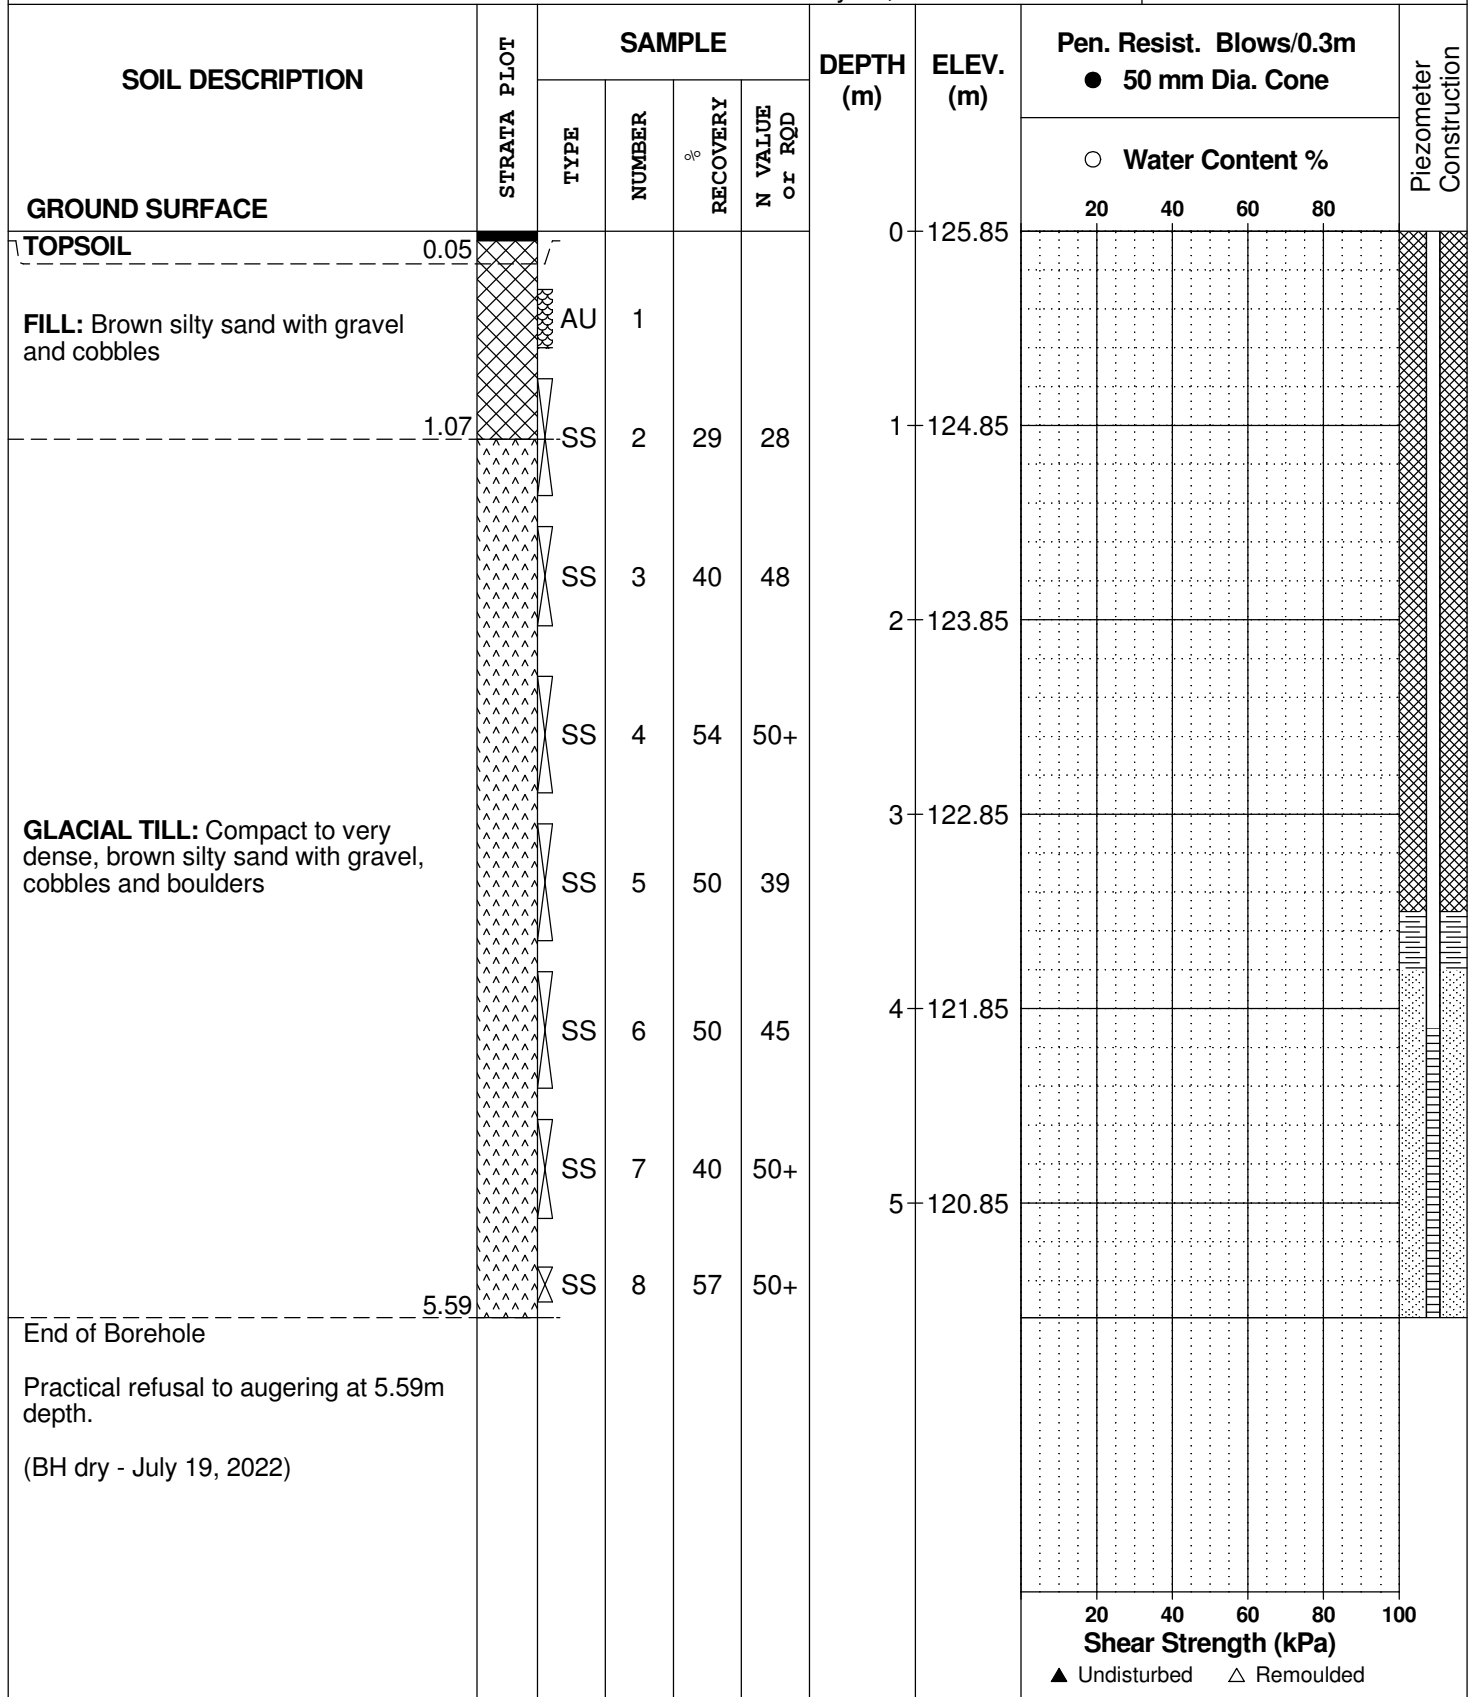 SOIL DESCRIPTION
GROUND SURFACE
STRATA PLOT
SAMPLE
TYPE
NUMBER
% RECOVERY
N VALUE or RQD
DEPTH (m)
ELEV. (m)
Pen. Resist. Blows/0.3m
● 50 mm Dia. Cone
○ Water Content %
20 40 60 80
Piezometer Construction
TOPSOIL 0.05
0 125.85
FILL: Brown silty sand with gravel
and cobbles
AU 1
1.07
SS 2 29 28
1 124.85
SS 3 40 48
2 123.85
SS 4 54 50+
3 122.85
GLACIAL TILL: Compact to very
dense, brown silty sand with gravel,
cobbles and boulders
SS 5 50 39
4 121.85
SS 6 50 45
SS 7 40 50+
5 120.85
SS 8 57 50+
5.59
End of Borehole
Practical refusal to augering at 5.59m
depth.
(BH dry - July 19, 2022)
20 40 60 80 100
Shear Strength (kPa)
▲ Undisturbed △ Remoulded